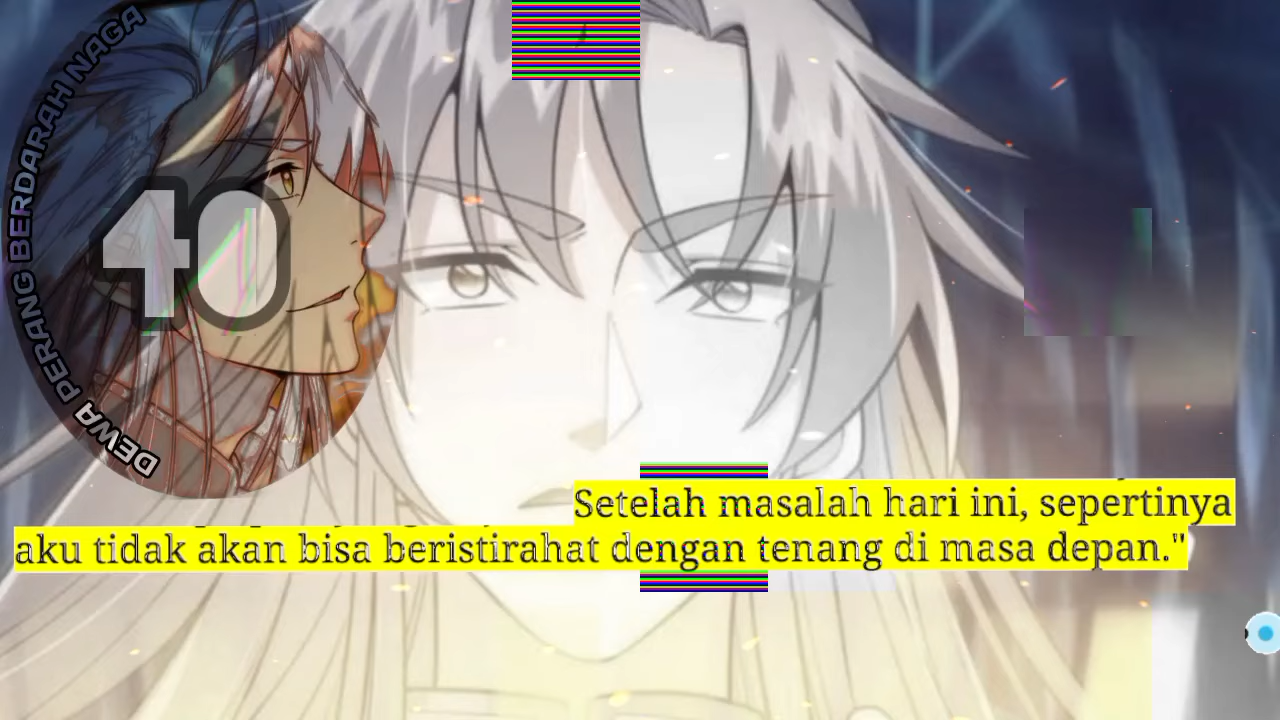 DEWA PERANG BERDARAH NAGA
40
Setelah masalah hari ini, sepertinya
aku tidak akan bisa beristirahat dengan tenang di masa depan."